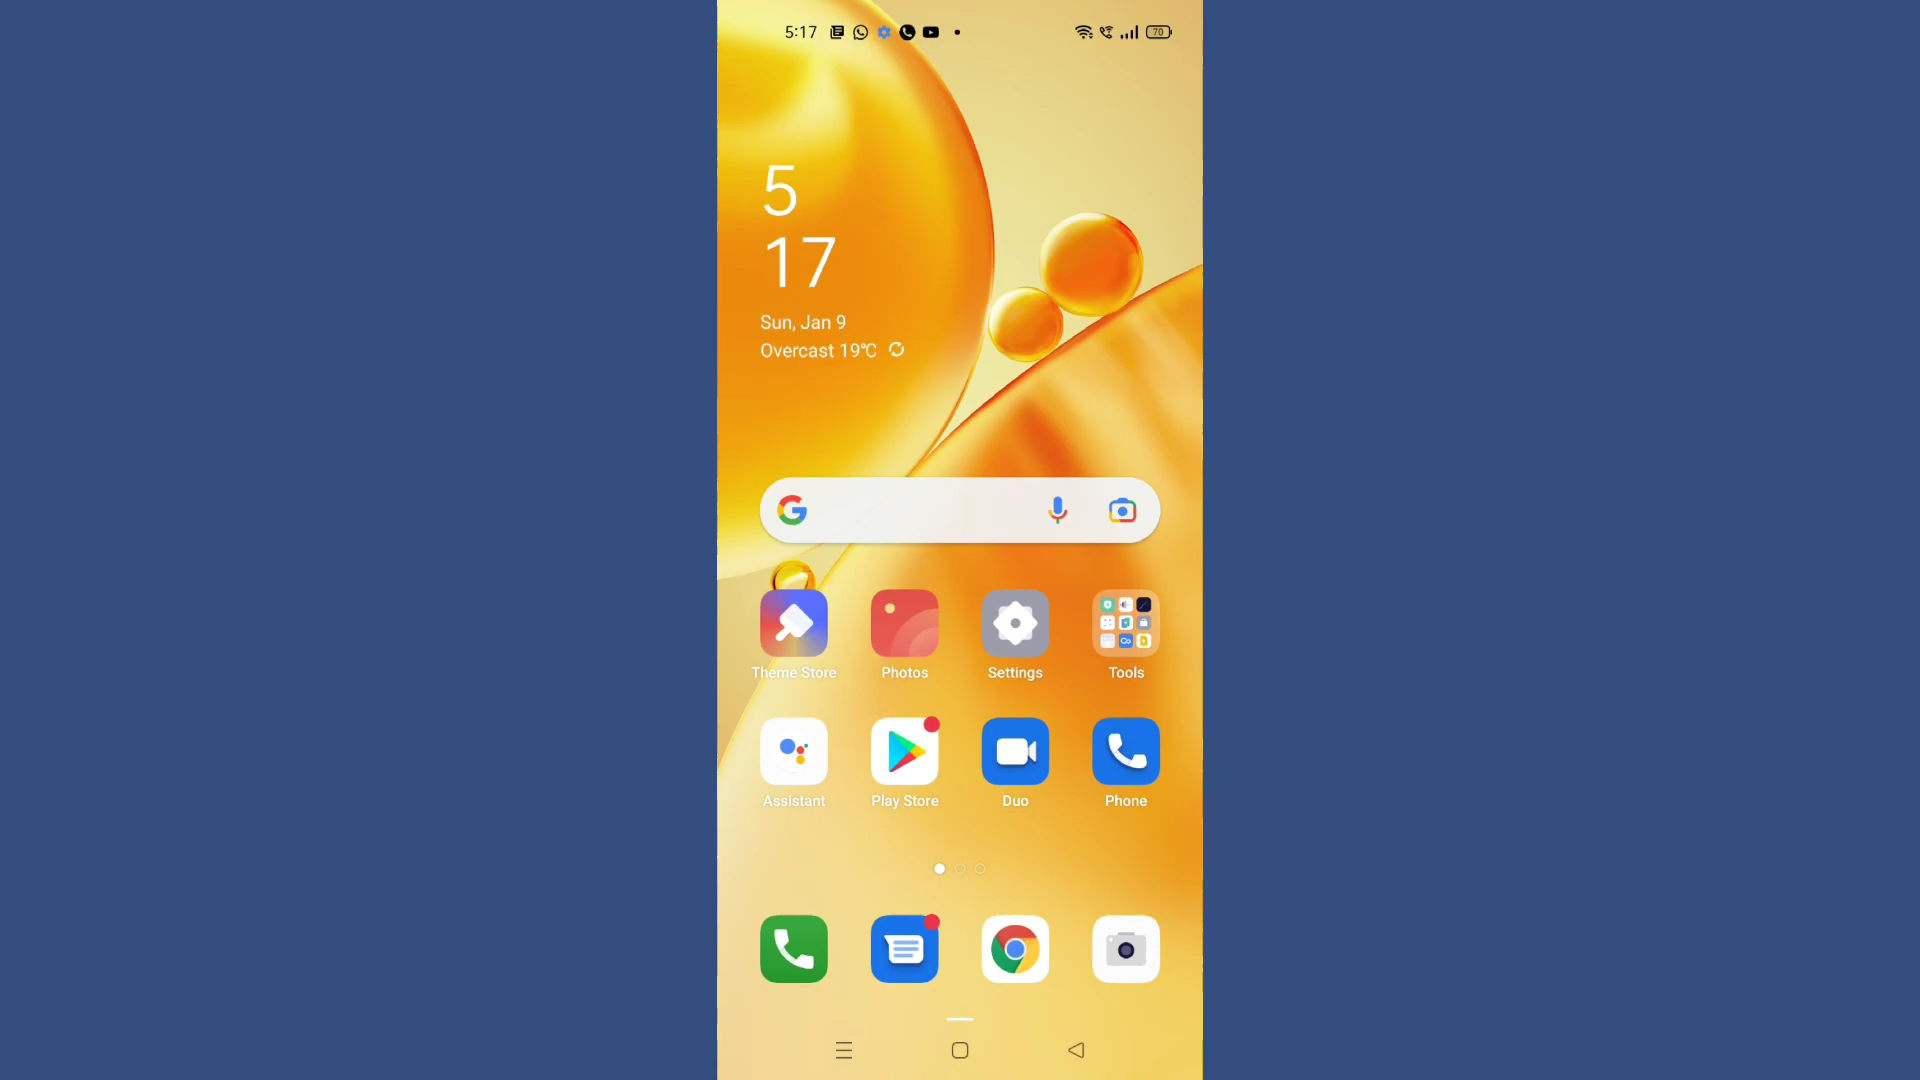 5:17
70
5
17
Sun, Jan 9
Overcast 19℃
Theme Store
Photos
Settings
Tools
Assistant
Play Store
Duo
Phone